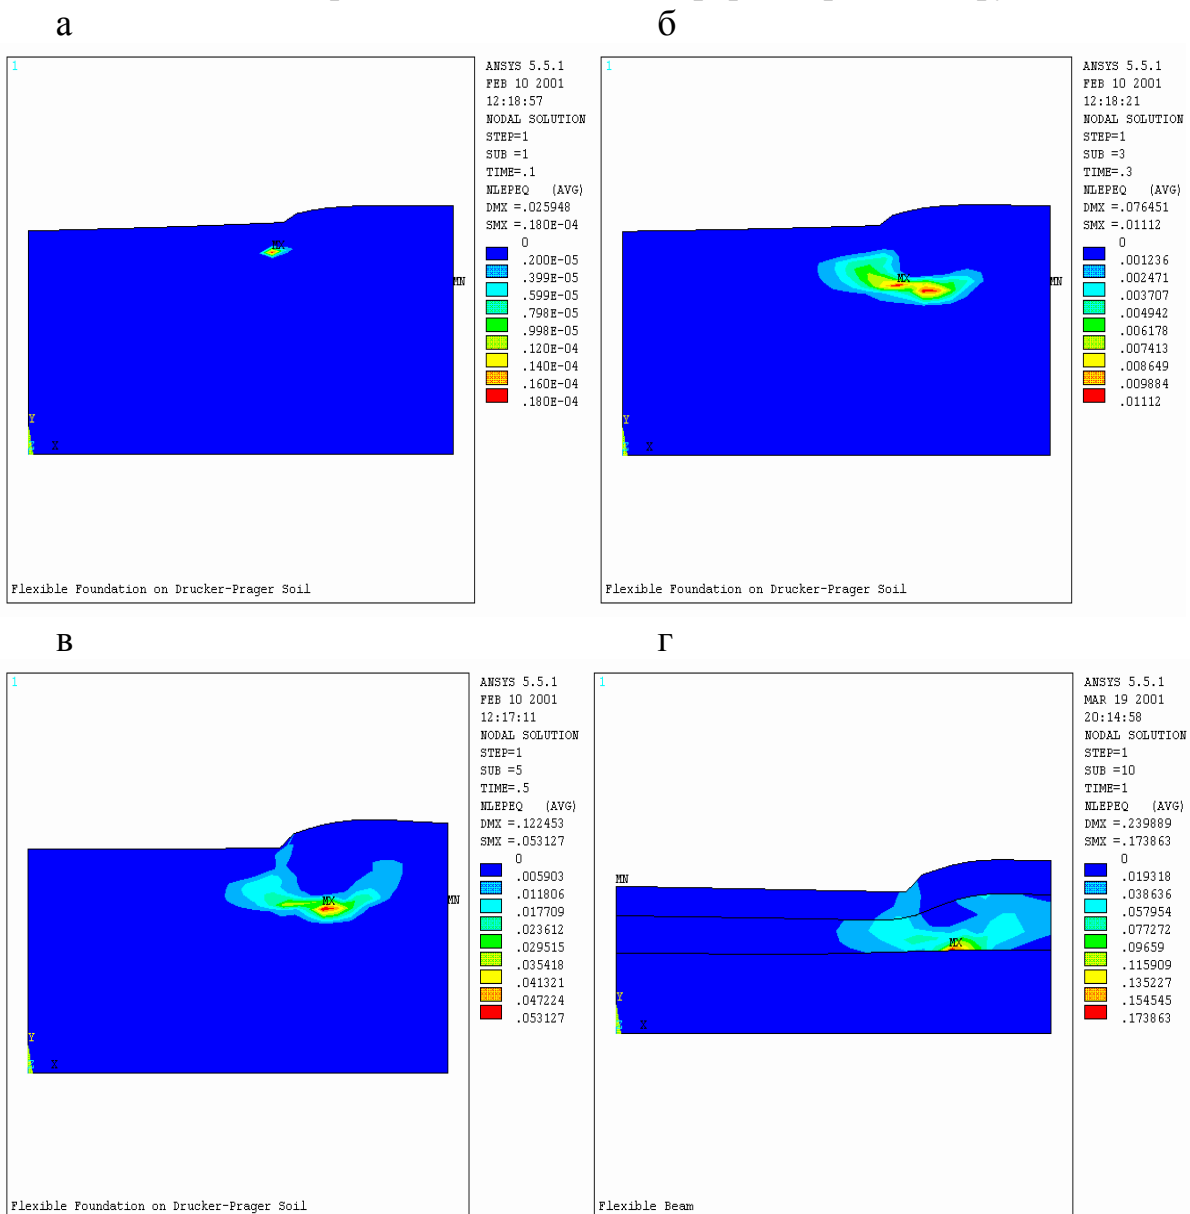 а
б
1
ANSYS 5.5.1
FEB 10 2001
12:18:57
NODAL SOLUTION
STEP=1
SUB =1
TIME=.1
NLEPEQ (AVG)
DMX =.025948
SMX =.180E-04
0
.200E-05
.399E-05
.599E-05
.798E-05
.998E-05
.120E-04
.140E-04
.160E-04
.180E-04
MX
MN
Y
X
Flexible Foundation on Drucker-Prager Soil
1
ANSYS 5.5.1
FEB 10 2001
12:18:21
NODAL SOLUTION
STEP=1
SUB =3
TIME=.3
NLEPEQ (AVG)
DMX =.076451
SMX =.01112
0
.001236
.002471
.003707
.004942
.006178
.007413
.008649
.009884
.01112
MX
MN
Y
X
Flexible Foundation on Drucker-Prager Soil
в
г
1
ANSYS 5.5.1
FEB 10 2001
12:17:11
NODAL SOLUTION
STEP=1
SUB =5
TIME=.5
NLEPEQ (AVG)
DMX =.122453
SMX =.053127
0
.005903
.011806
.017709
.023612
.029515
.035418
.041321
.047224
.053127
MX
MN
Y
X
Flexible Foundation on Drucker-Prager Soil
1
ANSYS 5.5.1
MAR 19 2001
20:14:58
NODAL SOLUTION
STEP=1
SUB =10
TIME=1
NLEPEQ (AVG)
DMX =.239889
SMX =.173863
0
.019318
.038636
.057954
.077272
.09659
.115909
.135227
.154545
.173863
MN
MX
Y
X
Flexible Beam